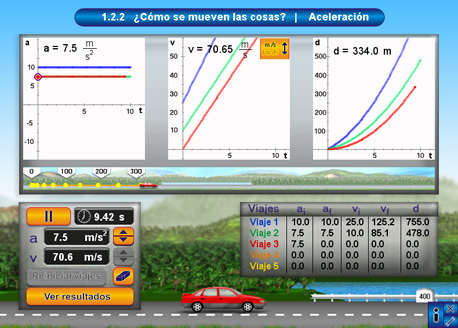 1.2.2 ¿Cómo se mueven las cosas? | Aceleración
a a = 7.5 m/s²
10
5
-5
-10
5 10 t
v v = 70.65 m/s
m/s
50
40
30
20
10
5 10 t
d d = 334.0 m
500
400
300
200
100
5 10 t
0 100 200 300
9.42 s
a 7.5 m/s²
v 70.6 m/s
Reiniciar viajes
Ver resultados
Viajes ai af vi vf d
Viaje 1 10.0 10.0 25.0 125.2 755.0
Viaje 2 7.5 7.5 10.0 85.1 478.0
Viaje 3 7.5 0.0 0.0 0.0 0.0
Viaje 4 0.0 0.0 0.0 0.0 0.0
Viaje 5 0.0 0.0 0.0 0.0 0.0
400
i